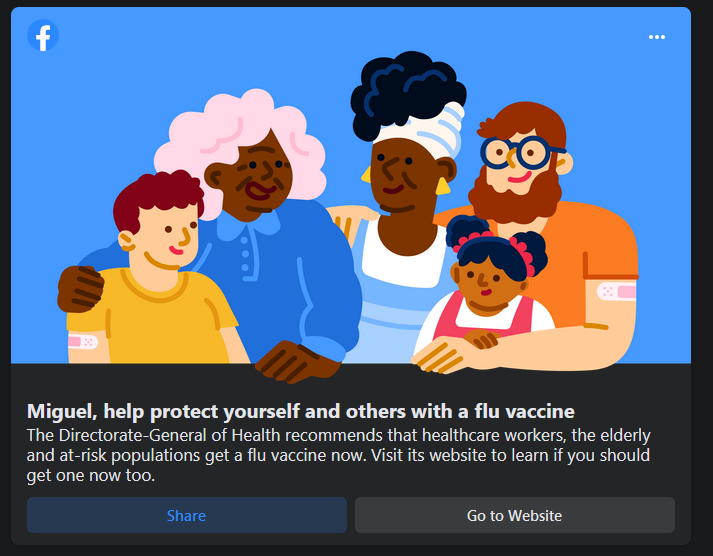 Miguel, help protect yourself and others with a flu vaccine
The Directorate-General of Health recommends that healthcare workers, the elderly
and at-risk populations get a flu vaccine now. Visit its website to learn if you should
get one now too.
Share
Go to Website